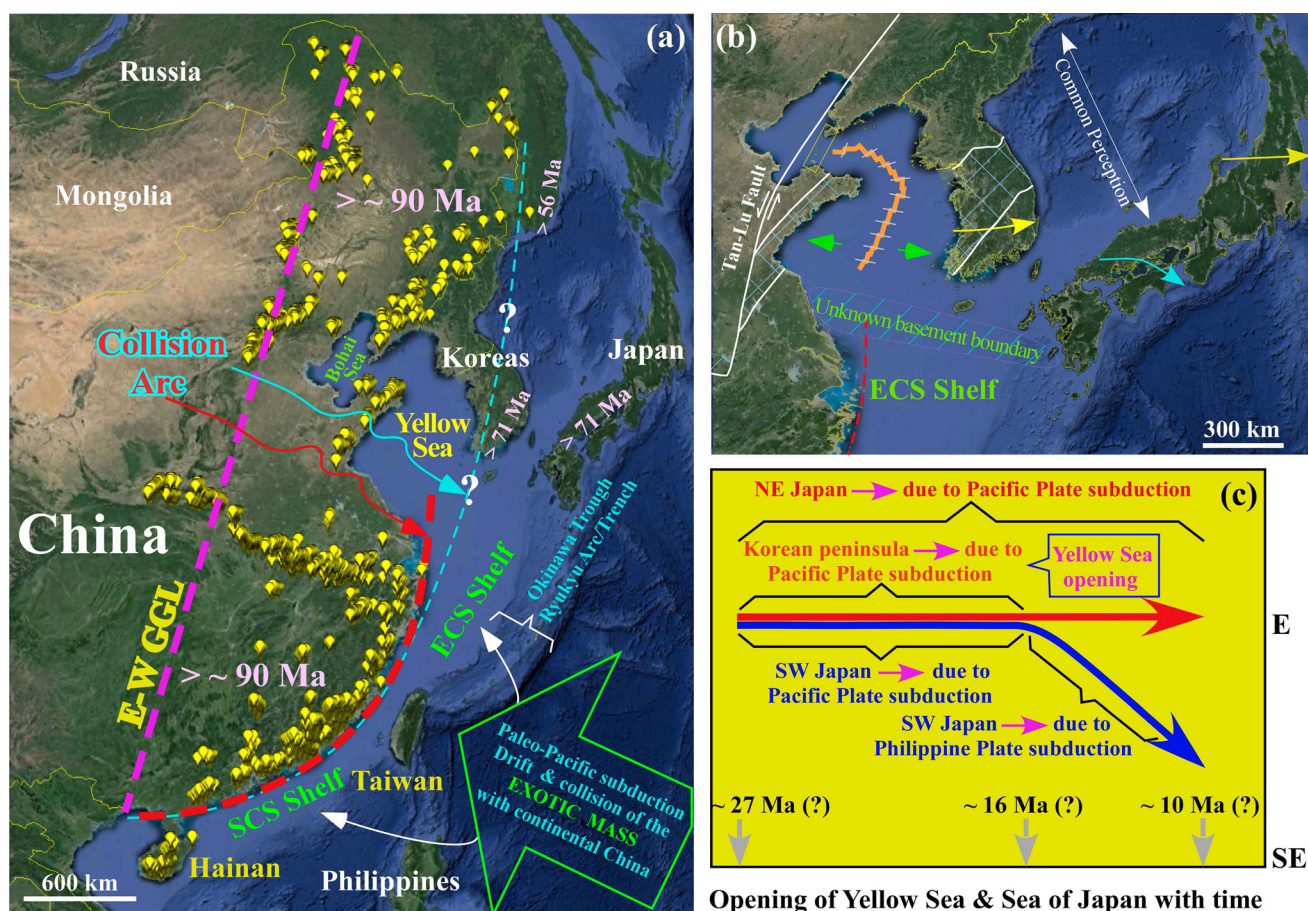 (a)
Russia
Mongolia
> ~ 90 Ma
> 56 Ma
?
Collision
Arc
Bohai
Sea
Koreas
Japan
Yellow
Sea
> 71 Ma
> 71 Ma
?
China
E-W GGL
> ~ 90 Ma
ECS Shelf
Okinawa Trough
Ryukyu Arc/Trench
Paleo-Pacific subduction
Drift & collision of the
EXOTIC MASS
with continental China
Taiwan
SCS Shelf
Hainan
Philippines
600 km
(b)
Common Perception
Tan-Lu Fault
Unknown basement boundary
ECS Shelf
300 km
(c)
NE Japan → due to Pacific Plate subduction
Korean peninsula → due to
Pacific Plate subduction
Yellow Sea
opening
E
SW Japan → due to
Pacific Plate subduction
SW Japan → due to
Philippine Plate subduction
~ 27 Ma (?)
~ 16 Ma (?)
~ 10 Ma (?)
SE
Opening of Yellow Sea & Sea of Japan with time